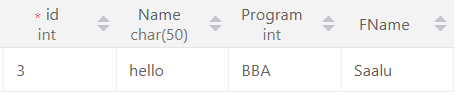 * id int
Name char(50)
Program int
FName
3
hello
BBA
Saalu